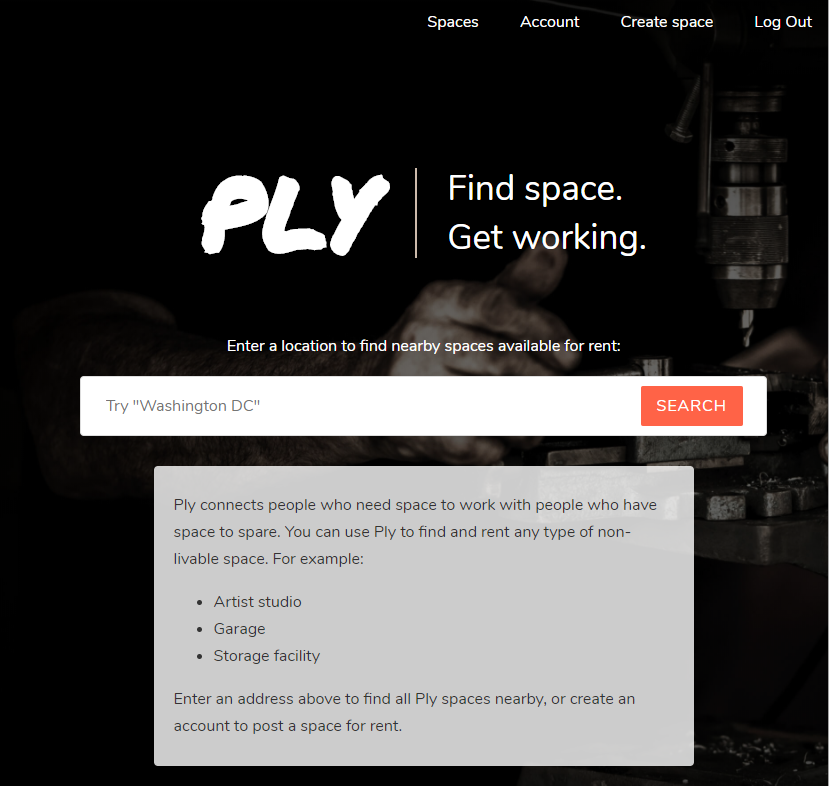 Spaces Account Create space Log Out
PLY
Find space.
Get working.
Enter a location to find nearby spaces available for rent:
Try "Washington DC" SEARCH
Ply connects people who need space to work with people who have
space to spare. You can use Ply to find and rent any type of non-
livable space. For example:
• Artist studio
• Garage
• Storage facility
Enter an address above to find all Ply spaces nearby, or create an
account to post a space for rent.